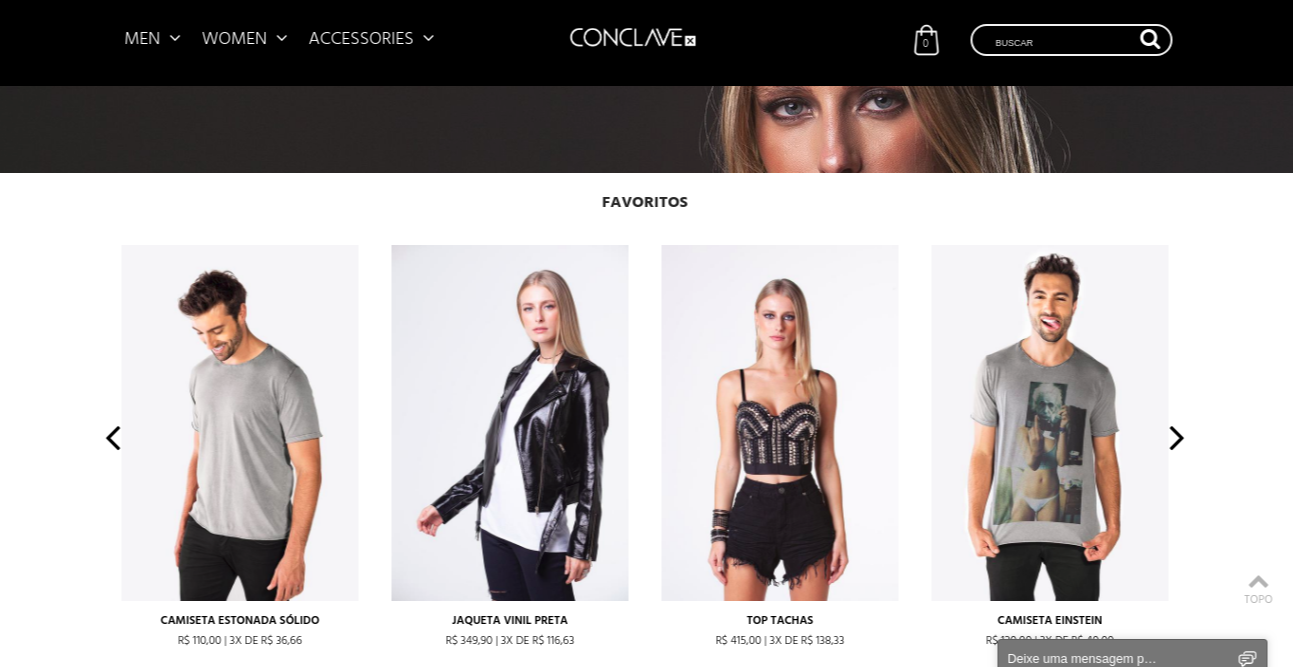 MEN WOMEN ACCESSORIES CONCLAVE 0 BUSCAR
FAVORITOS
CAMISETA ESTONADA SÓLIDO
R$ 110,00 | 3X DE R$ 36,66
JAQUETA VINIL PRETA
R$ 349,90 | 3X DE R$ 116,63
TOP TACHAS
R$ 415,00 | 3X DE R$ 138,33
CAMISETA EINSTEIN
TOPO
Deixe uma mensagem p...